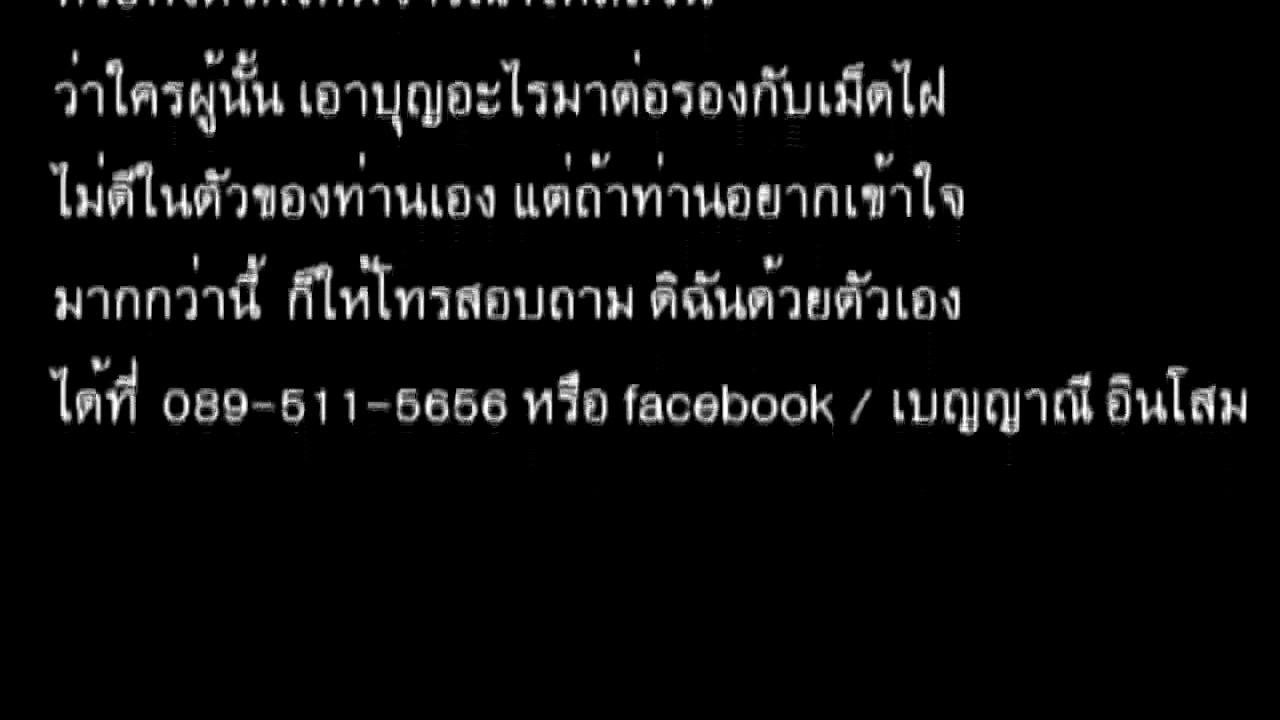 ว่าใครผู้นั้น เอาบุญอะไรมาต่อรองกับเม็ดไฝ
ไม่ดีในตัวของท่านเอง แต่ถ้าท่านอยากเข้าใจ
มากกว่านี้ ก็ให้โทรสอบถาม ดิฉันด้วยตัวเอง
ได้ที่ 089-511-5656 หรือ facebook / เบญญาณี อินโสม